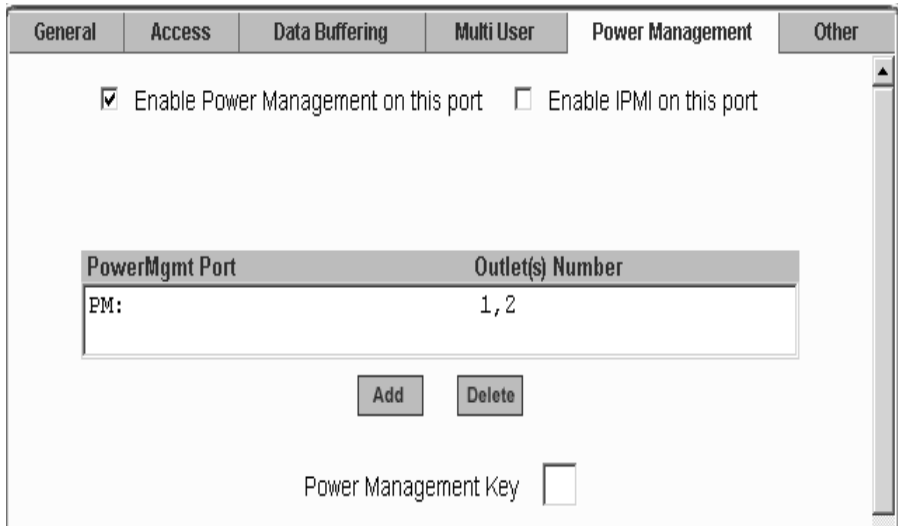 General Access Data Buffering Multi User Power Management Other
Enable Power Management on this port Enable IPMI on this port
PowerMgmt Port Outlet(s) Number
PM: 1,2
Add Delete
Power Management Key